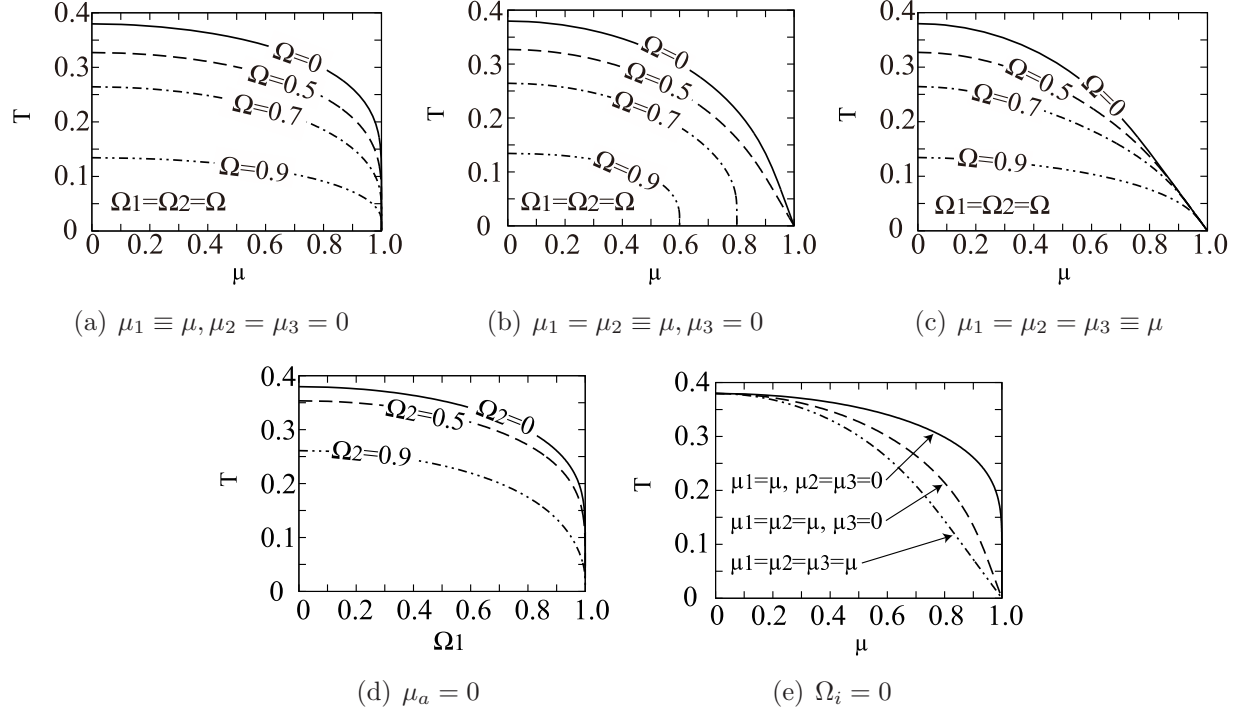 0.4
0.3
0.2
0.1
0
T
Ω=0
Ω=0.5
Ω=0.7
Ω=0.9
Ω1=Ω2=Ω
0 0.2 0.4 0.6 0.8 1.0
μ
(a) μ₁ ≡ μ, μ₂ = μ₃ = 0
0.4
0.3
0.2
0.1
0
T
Ω=0
Ω=0.5
Ω=0.7
Ω=0.9
Ω1=Ω2=Ω
0 0.2 0.4 0.6 0.8 1.0
μ
(b) μ₁ = μ₂ ≡ μ, μ₃ = 0
0.4
0.3
0.2
0.1
0
T
Ω=0
Ω=0.5
Ω=0.7
Ω=0.9
Ω1=Ω2=Ω
0 0.2 0.4 0.6 0.8 1.0
μ
(c) μ₁ = μ₂ = μ₃ ≡ μ
0.4
0.3
0.2
0.1
0
T
Ω2=0
Ω2=0.5
Ω2=0.9
0 0.2 0.4 0.6 0.8 1.0
Ω1
(d) μₐ = 0
0.4
0.3
0.2
0.1
0
T
μ1=μ, μ2=μ3=0
μ1=μ2=μ, μ3=0
μ1=μ2=μ3=μ
0 0.2 0.4 0.6 0.8 1.0
μ
(e) Ωᵢ = 0